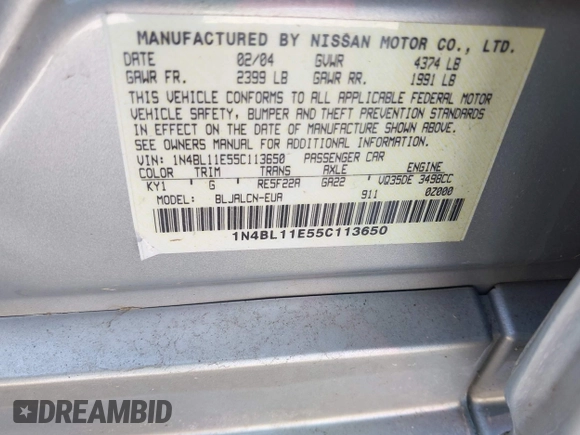 MANUFACTURED BY NISSAN MOTOR CO., LTD.
DATE 02/04 GVWR 4374 LB
GAWR FR. 2399 LB GAWR RR. 1991 LB
THIS VEHICLE CONFORMS TO ALL APPLICABLE FEDERAL MOTOR
VEHICLE SAFETY, BUMPER AND THEFT PREVENTION STANDARDS
IN EFFECT ON THE DATE OF MANUFACTURE SHOWN ABOVE.
SEE OWNERS MANUAL FOR ADDITIONAL INFORMATION.
VIN: 1N4BL11E55C113650 PASSENGER CAR
COLOR TRIM TRANS AXLE ENGINE
KY1 G RE5F22A GA22 VQ35DE 3498CC
MODEL: BLJALCN-EUA 911 0Z000
1N4BL11E55C113650
DREAMBID